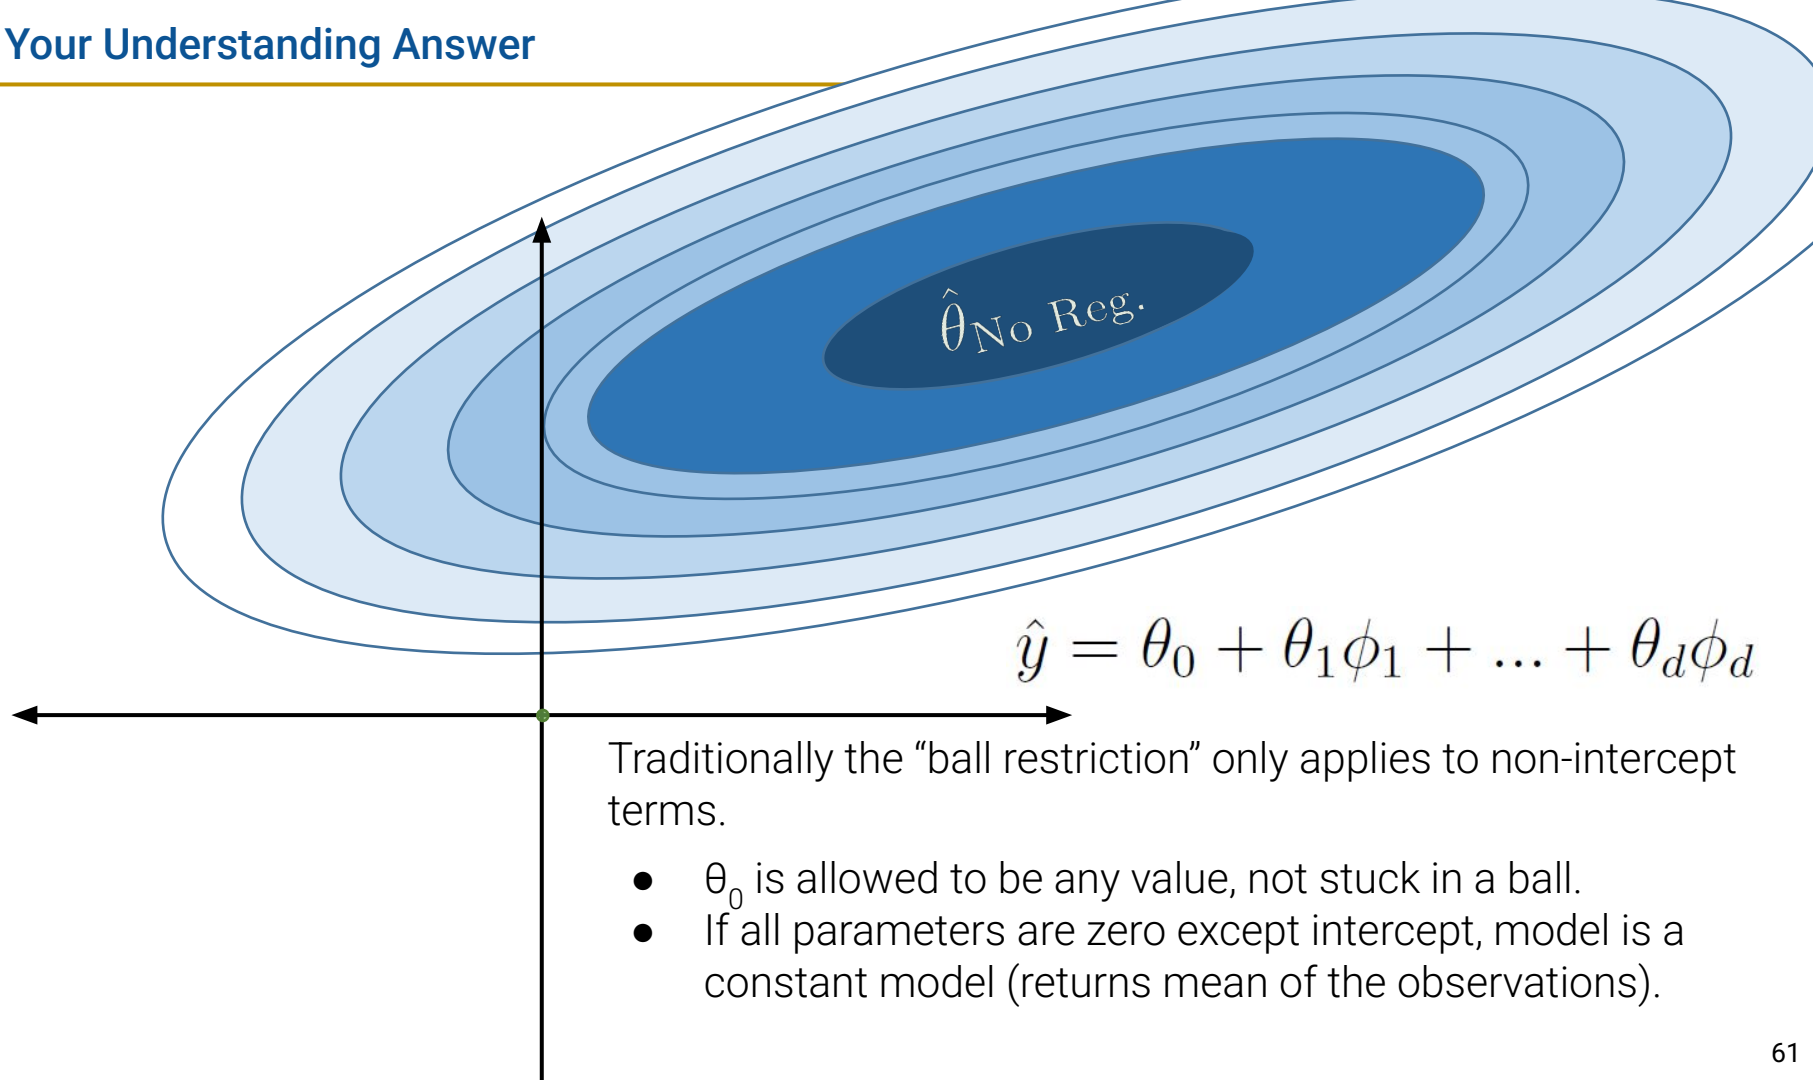 Your Understanding Answer
θ̂_No Reg.
ŷ = θ₀ + θ₁ϕ₁ + ... + θ_dϕ_d
Traditionally the “ball restriction” only applies to non-intercept
terms.
● θ₀ is allowed to be any value, not stuck in a ball.
● If all parameters are zero except intercept, model is a
constant model (returns mean of the observations).
61